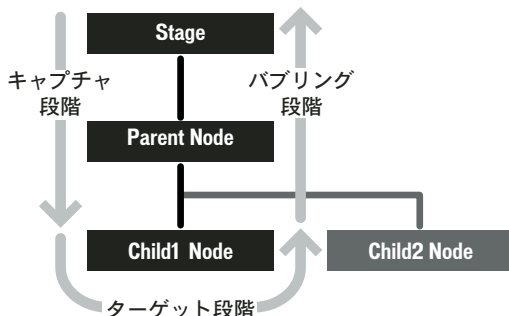 Stage
キャプチャ
段階
バブリング
段階
Parent Node
Child1 Node
Child2 Node
ターゲット段階